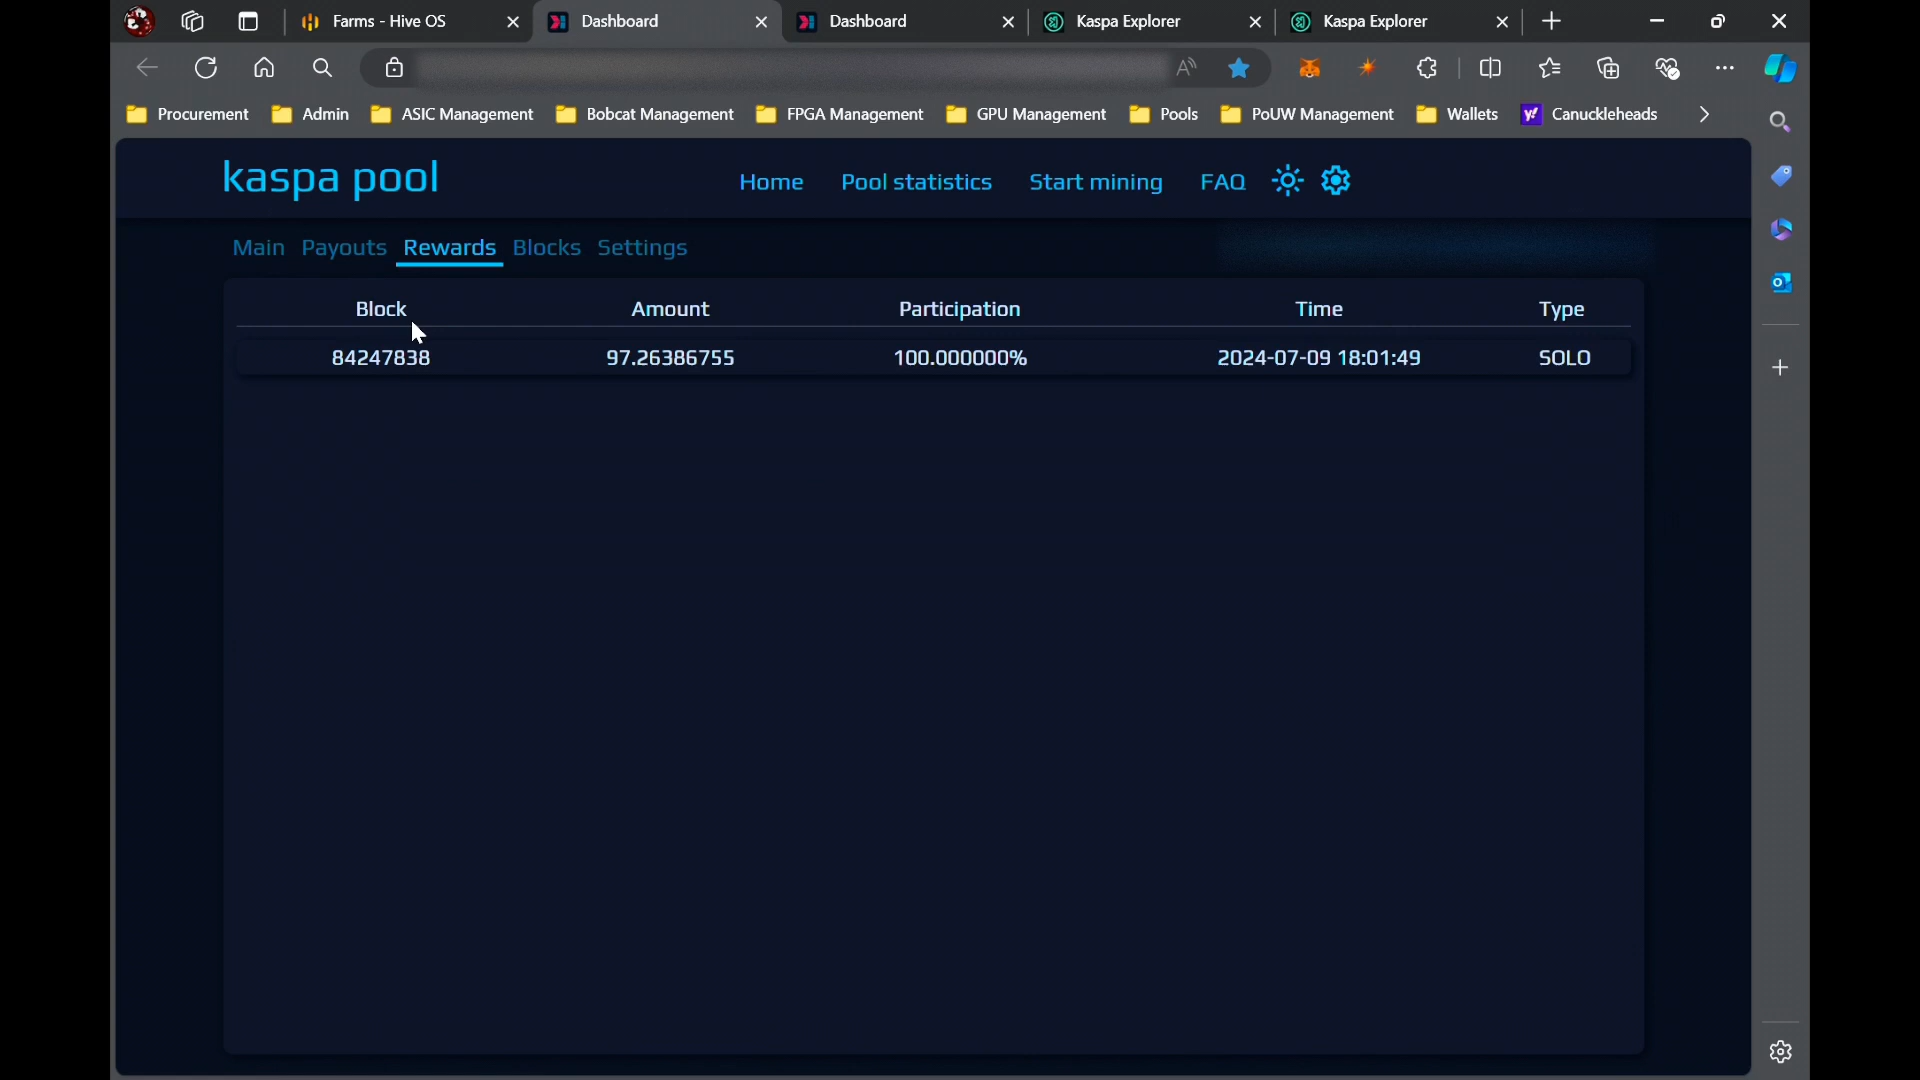 Farms - Hive OS Dashboard Dashboard Kaspa Explorer Kaspa Explorer
Procurement Admin ASIC Management Bobcat Management FPGA Management GPU Management Pools PoUW Management Wallets Canuckleheads
kaspa pool Home Pool statistics Start mining FAQ
Main Payouts Rewards Blocks Settings
Block Amount Participation Time Type
84247838 97.26386755 100.000000% 2024-07-09 18:01:49 SOLO